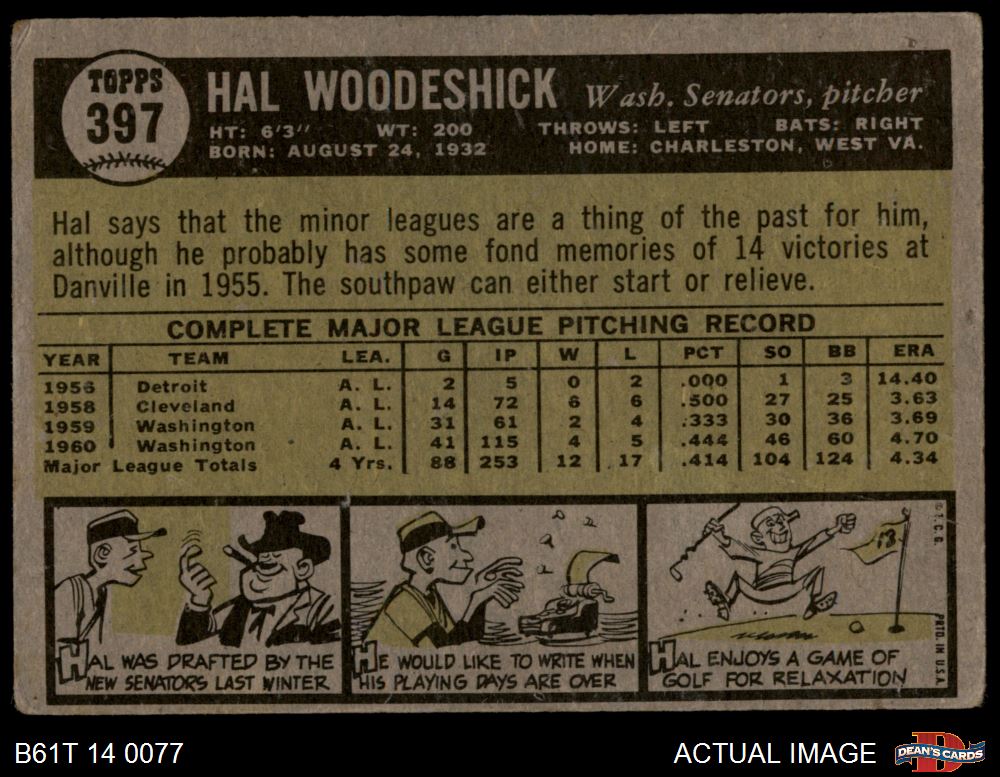 TOPPS
397
HAL WOODESHICK Wash. Senators, pitcher
HT: 6'3" WT: 200 THROWS: LEFT BATS: RIGHT
BORN: AUGUST 24, 1932 HOME: CHARLESTON, WEST VA.
Hal says that the minor leagues are a thing of the past for him,
although he probably has some fond memories of 14 victories at
Danville in 1955. The southpaw can either start or relieve.
COMPLETE MAJOR LEAGUE PITCHING RECORD
YEAR TEAM LEA. G IP W L PCT SO BB ERA
1956 Detroit A. L. 2 5 0 2 .000 1 3 14.40
1958 Cleveland A. L. 14 72 6 6 .500 27 25 3.63
1959 Washington A. L. 31 61 2 4 .333 30 36 3.69
1960 Washington A. L. 41 115 4 5 .444 46 60 4.70
Major League Totals 4 Yrs. 88 253 12 17 .414 104 124 4.34
HAL WAS DRAFTED BY THE
NEW SENATORS LAST WINTER
HE WOULD LIKE TO WRITE WHEN
HIS PLAYING DAYS ARE OVER
13
HAL ENJOYS A GAME OF
GOLF FOR RELAXATION
© T. C. G.
PRTD. IN U.S.A.
B61T 14 0077
ACTUAL IMAGE
DEAN'S CARDS